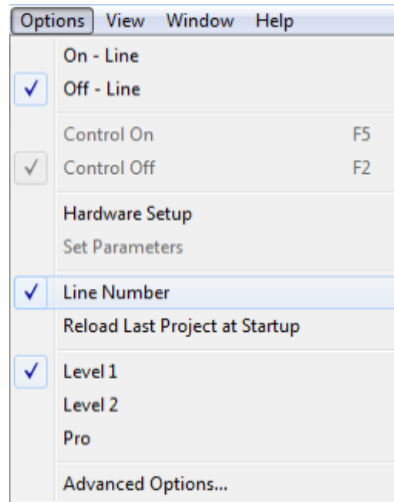 Options View Window Help
On - Line
Off - Line
Control On F5
Control Off F2
Hardware Setup
Set Parameters
Line Number
Reload Last Project at Startup
Level 1
Level 2
Pro
Advanced Options...